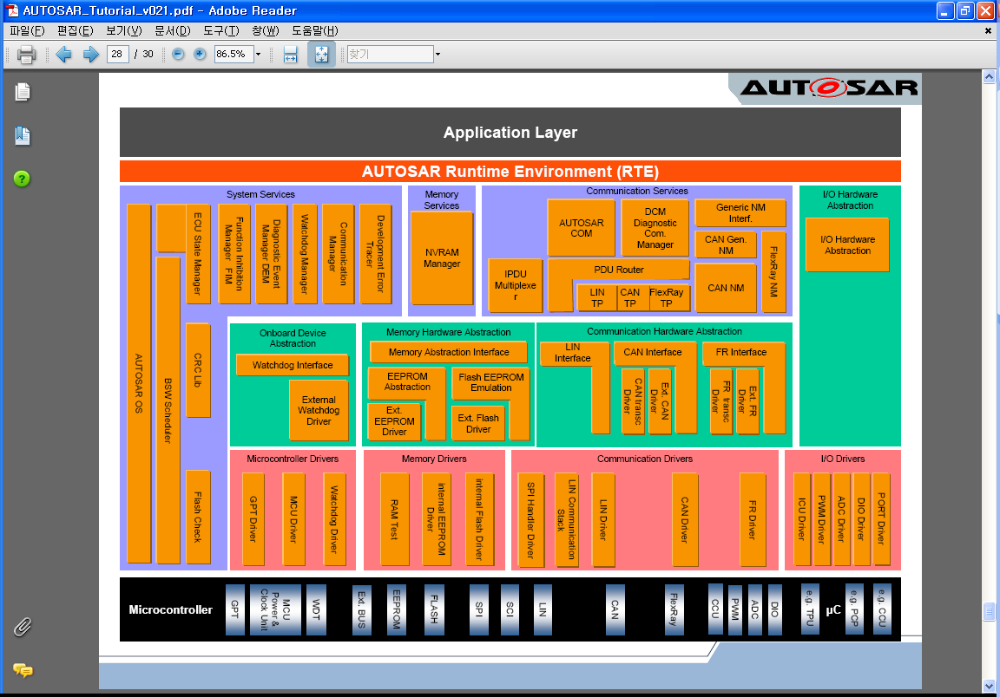 AUTOSAR_Tutorial_v021.pdf - Adobe Reader
파일(F) 편집(E) 보기(V) 문서(D) 도구(T) 창(W) 도움말(H)
28 / 30 86.5% 찾기
AUTOSAR
Application Layer
AUTOSAR Runtime Environment (RTE)
System Services
AUTOSAR OS
BSW Scheduler
ECU State Manager
Function Inhibition
Manager FIM
Diagnostic Event
Manager DEM
Watchdog Manager
Communication
Manager
Development Error
Tracer
CRC Lib
Flash Check
Memory
Services
NVRAM
Manager
Communication Services
AUTOSAR
COM
DCM
Diagnostic
Com.
Manager
Generic NM
Interf.
CAN Gen.
NM
CAN NM
FlexRay NM
IPDU
Multiplexe
r
PDU Router
LIN
TP
CAN
TP
FlexRay
TP
I/O Hardware
Abstraction
I/O Hardware
Abstraction
Onboard Device
Abstraction
Watchdog Interface
External
Watchdog
Driver
Memory Hardware Abstraction
Memory Abstraction Interface
EEPROM
Abstraction
Ext.
EEPROM
Driver
Flash EEPROM
Emulation
Ext. Flash
Driver
Communication Hardware Abstraction
LIN
Interface
CAN Interface
CAN transc
Driver
Ext. CAN
Driver
FR Interface
FR transc
Driver
Ext. FR
Driver
Microcontroller Drivers
GPT Driver
MCU Driver
Watchdog Driver
Memory Drivers
RAM Test
internal EEPROM
Driver
internal Flash Driver
Communication Drivers
SPI Handler Driver
LIN Communication
Stack
LIN Driver
CAN Driver
FR Driver
I/O Drivers
ICU Driver
PWM Driver
ADC Driver
DIO Driver
PORT Driver
Microcontroller
GPT
MCU
Power &
Clock Unit
WDT
Ext. BUS
EEPROM
FLASH
SPI
SCI
LIN
CAN
FlexRay
CCU
PWM
ADC
DIO
e.g. TPU
µC
e.g. PCP
e.g. CCU